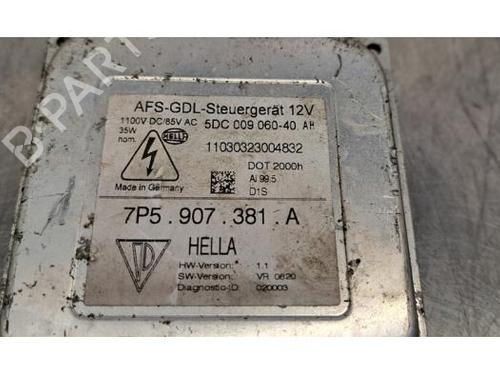 B-PARTS
AFS-GDL-Steuergerät 12V
1100V DC/85V AC 5DC 009 060-40 AH
35W
nom.
HELLA
11030323004832
DOT 2000h
Ai 99.5
D1S
Made in Germany
7P5.907.381.A
HELLA
HW-Version: 1.1
SW-Version: VR 0620
Diagnostic-ID: 020003